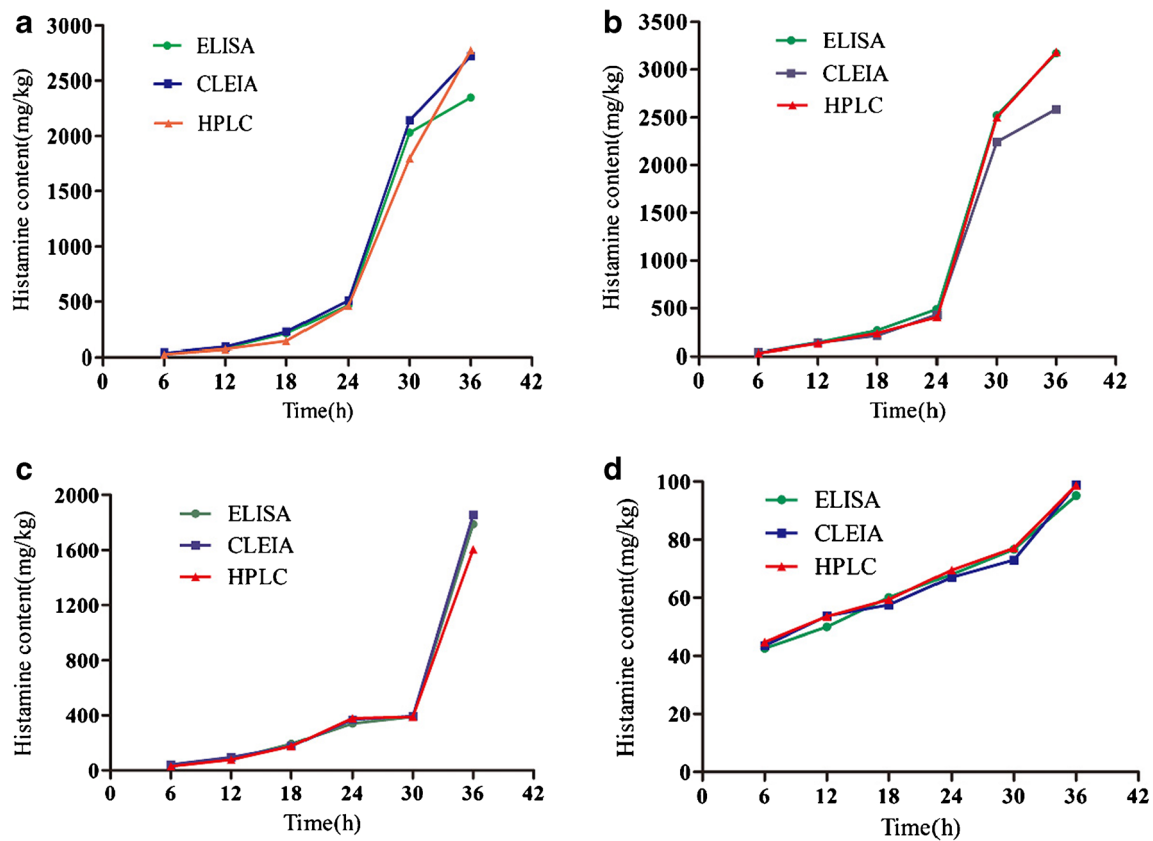 a
3000
2500
2000
1500
1000
500
0
Histamine content(mg/kg)
ELISA
CLEIA
HPLC
0 6 12 18 24 30 36 42
Time(h)
b
3500
3000
2500
2000
1500
1000
500
0
Histamine content(mg/kg)
ELISA
CLEIA
HPLC
0 6 12 18 24 30 36 42
Time(h)
c
2000
1600
1200
800
400
0
Histamine content(mg/kg)
ELISA
CLEIA
HPLC
0 6 12 18 24 30 36 42
Time(h)
d
100
80
60
40
20
0
Histamine content(mg/kg)
ELISA
CLEIA
HPLC
0 6 12 18 24 30 36 42
Time(h)